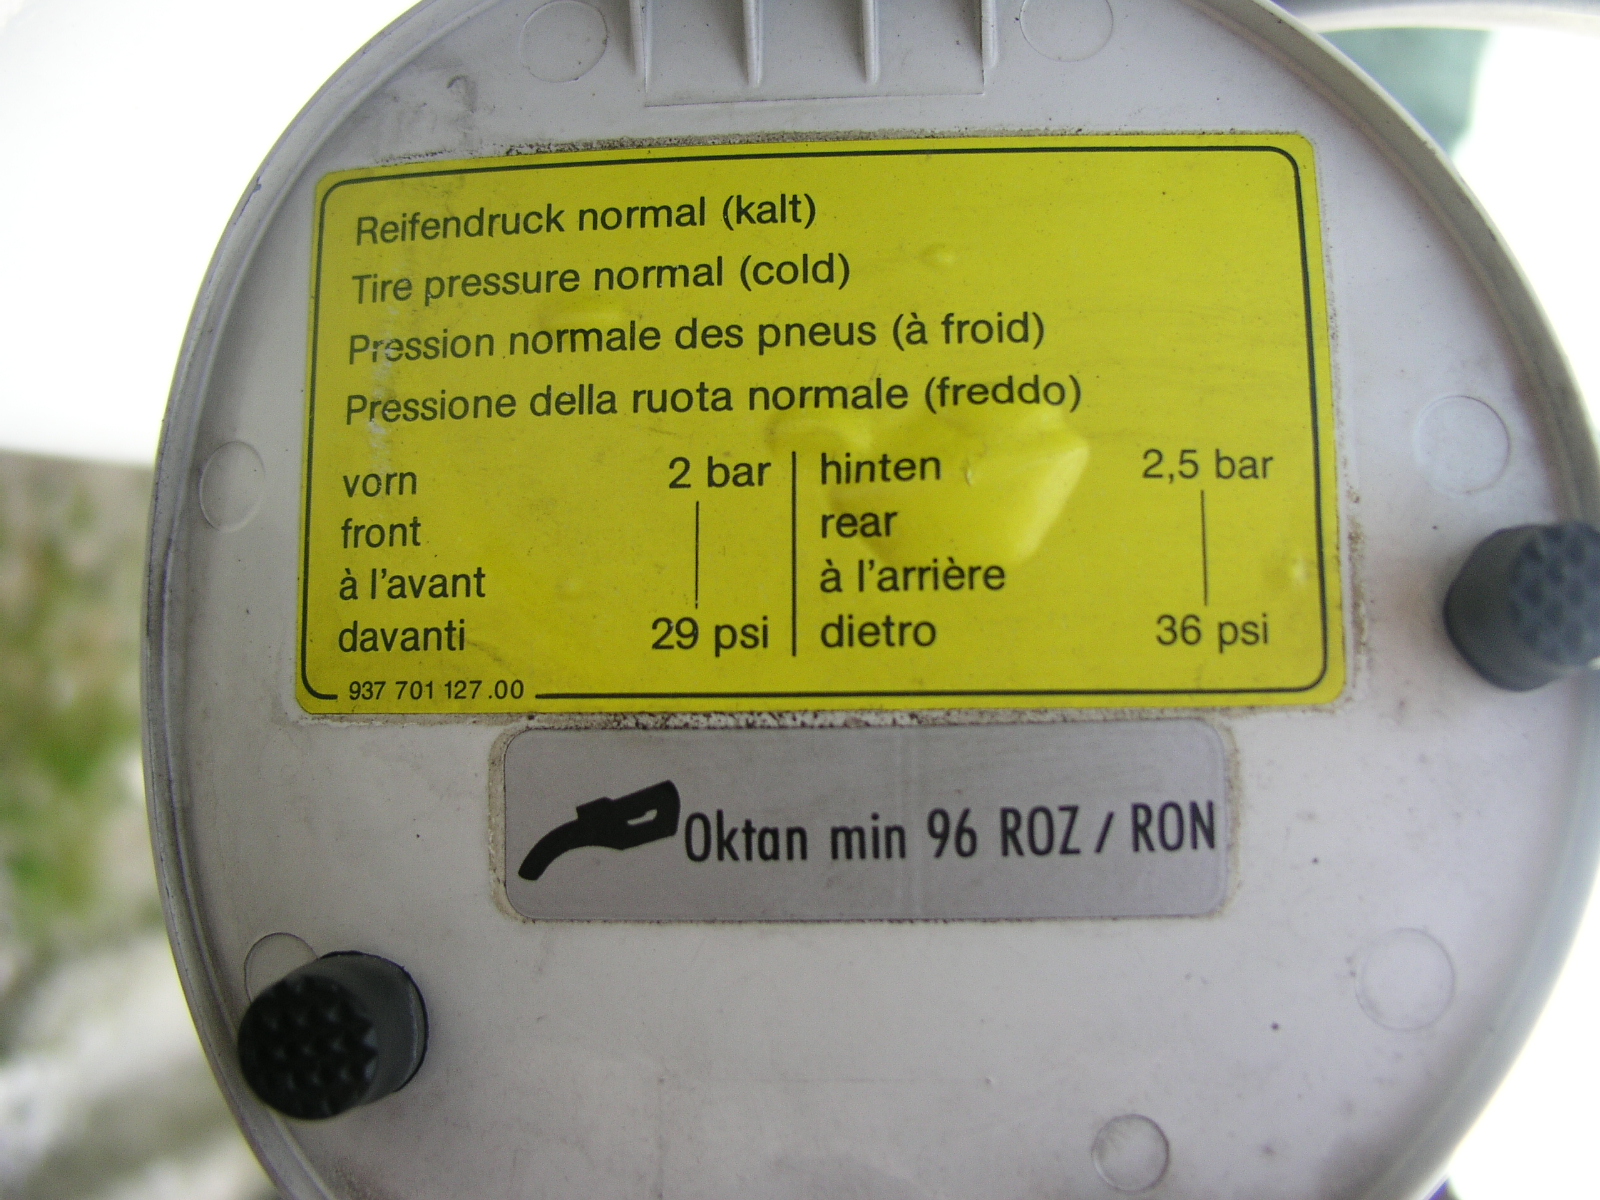 Reifendruck normal (kalt)
Tire pressure normal (cold)
Pression normale des pneus (à froid)
Pressione della ruota normale (freddo)
vorn 2 bar hinten 2,5 bar
front rear
à l'avant à l'arrière
davanti 29 psi dietro 36 psi
937 701 127.00
Oktan min 96 ROZ / RON